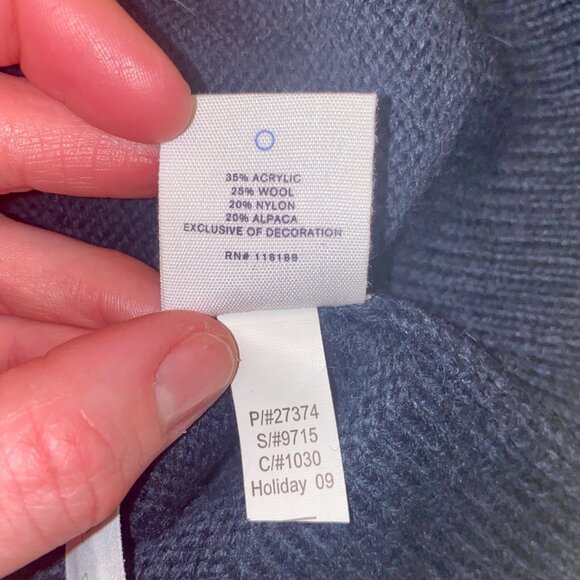 35% ACRYLIC
25% WOOL
20% NYLON
20% ALPACA
EXCLUSIVE OF DECORATION
RN# 118188
P/#27374
S/#9715
C/#1030
Holiday 09